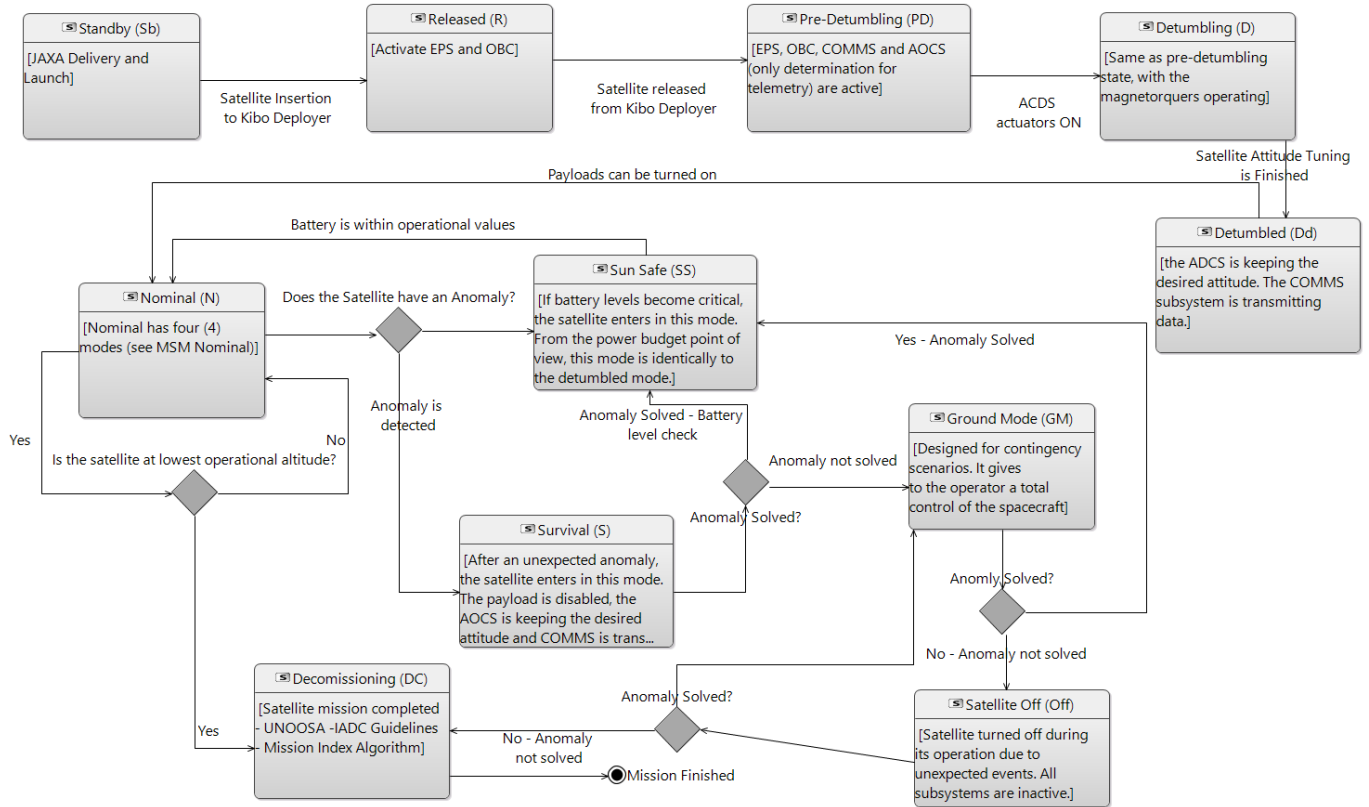 Standby (Sb)
[JAXA Delivery and
Launch]
Satellite Insertion
to Kibo Deployer
Released (R)
[Activate EPS and OBC]
Satellite released
from Kibo Deployer
Pre-Detumbling (PD)
[EPS, OBC, COMMS and AOCS
(only determination for
telemetry) are active]
ACDS
actuators ON
Detumbling (D)
[Same as pre-detumbling
state, with the
magnetorquers operating]
Satellite Attitude Tuning
is Finished
Payloads can be turned on
Detumbled (Dd)
[the ADCS is keeping the
desired attitude. The COMMS
subsystem is transmitting
data.]
Battery is within operational values
Nominal (N)
[Nominal has four (4)
modes (see MSM Nominal)]
Does the Satellite have an Anomaly?
Sun Safe (SS)
[If battery levels become critical,
the satellite enters in this mode.
From the power budget point of
view, this mode is identically to
the detumbled mode.]
Yes - Anomaly Solved
Anomaly is
detected
Anomaly Solved - Battery
level check
Yes
No
Is the satellite at lowest operational altitude?
Anomaly not solved
Anomaly Solved?
Ground Mode (GM)
[Designed for contingency
scenarios. It gives
to the operator a total
control of the spacecraft]
Survival (S)
[After an unexpected anomaly,
the satellite enters in this mode.
The payload is disabled, the
AOCS is keeping the desired
attitude and COMMS is trans...
Anomly Solved?
No - Anomaly not solved
Decomissioning (DC)
[Satellite mission completed
- UNOOSA -IADC Guidelines
- Mission Index Algorithm]
Yes
Anomaly Solved?
No - Anomaly
not solved
Satellite Off (Off)
[Satellite turned off during
its operation due to
unexpected events. All
subsystems are inactive.]
Mission Finished